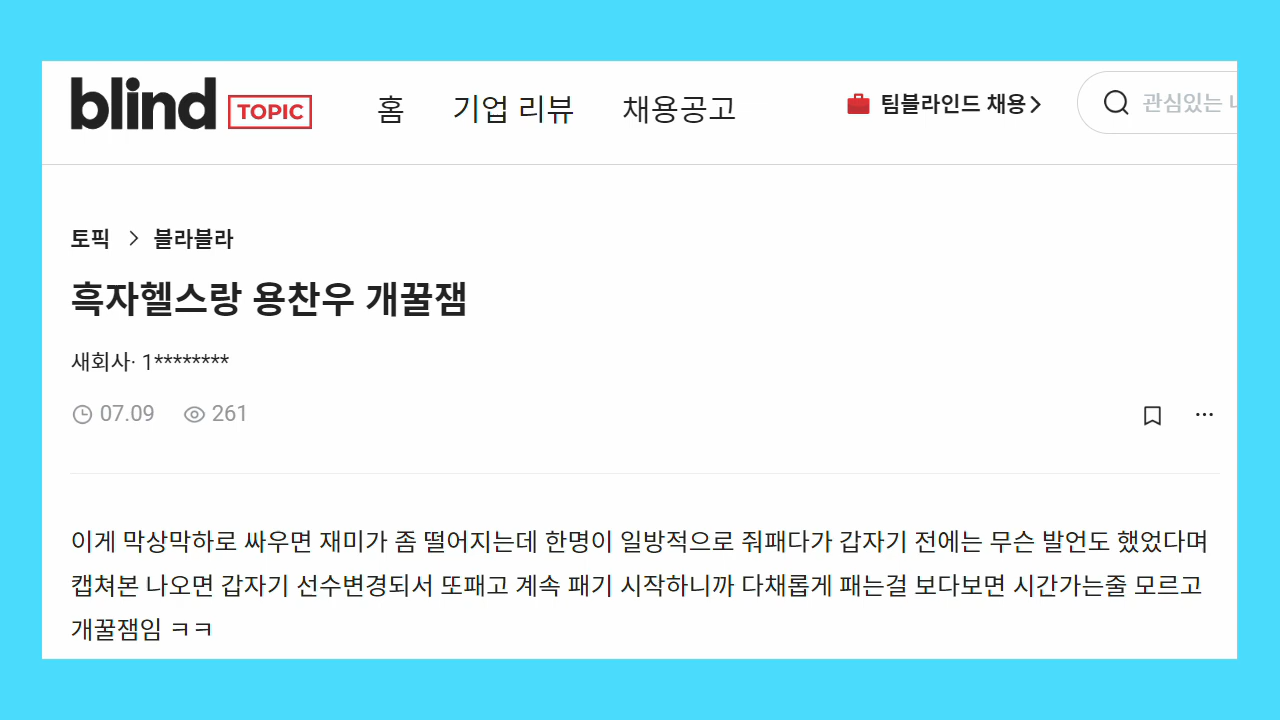 blind TOPIC 홈 기업 리뷰 채용공고 팀블라인드 채용 관심있는
토픽 > 블라블라
흑자헬스랑 용찬우 개꿀잼
새회사· 1********
07.09 261
이게 막상막하로 싸우면 재미가 좀 떨어지는데 한명이 일방적으로 줘패다가 갑자기 전에는 무슨 발언도 했었다며
캡쳐본 나오면 갑자기 선수변경되서 또패고 계속 패기 시작하니까 다채롭게 패는걸 보다보면 시간가는줄 모르고
개꿀잼임 ㅋㅋ